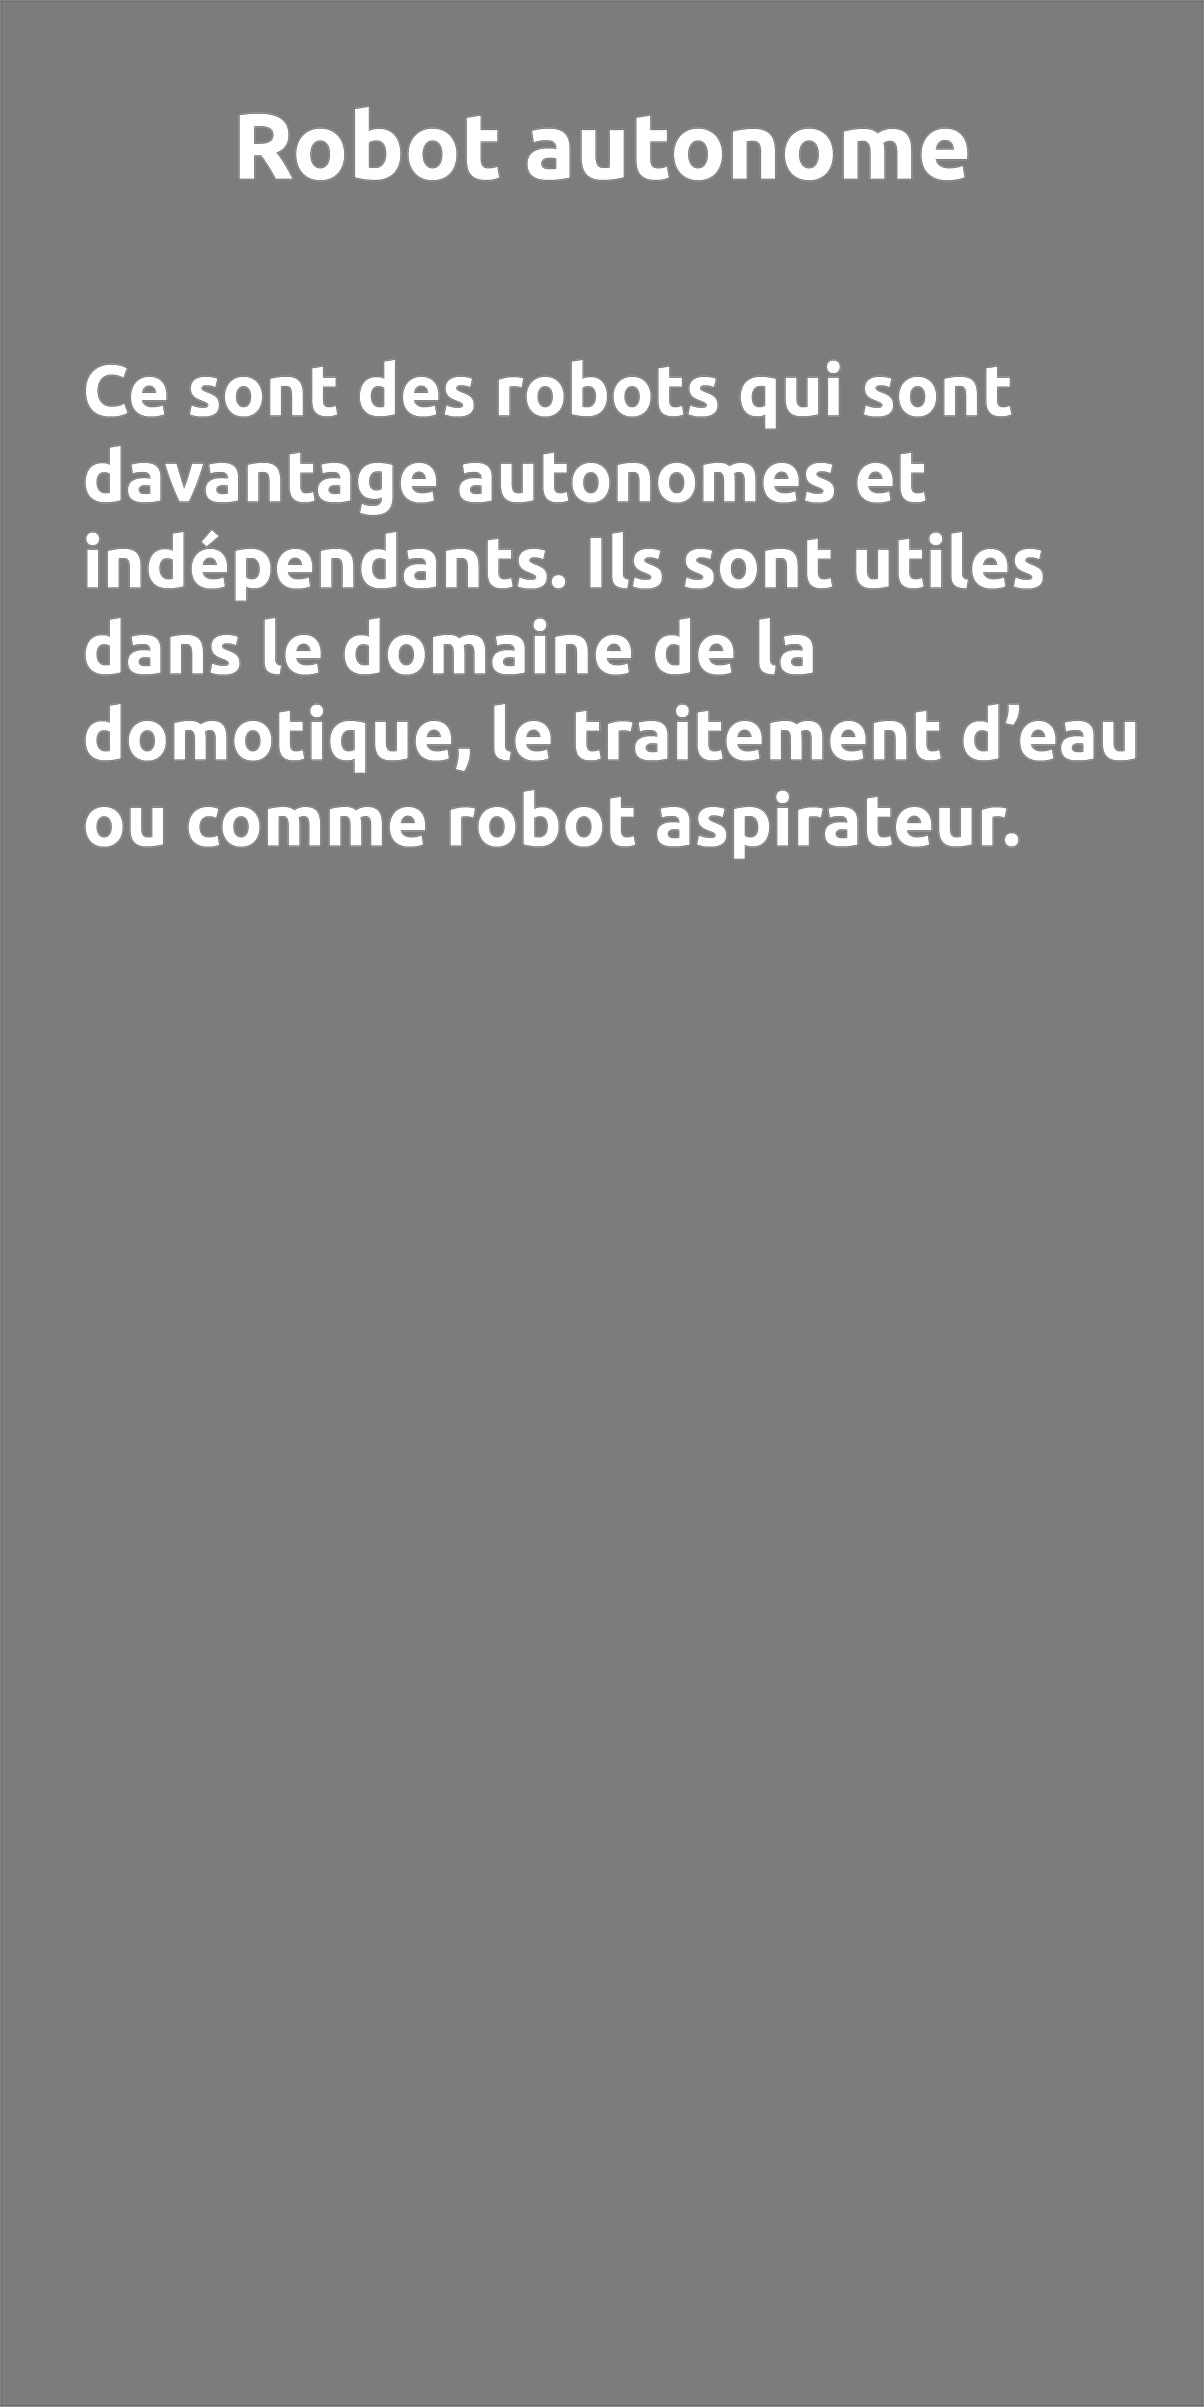 Robot autonome
Ce sont des robots qui sont
davantage autonomes et
indépendants. Ils sont utiles
dans le domaine de la
domotique, le traitement d’eau
ou comme robot aspirateur.